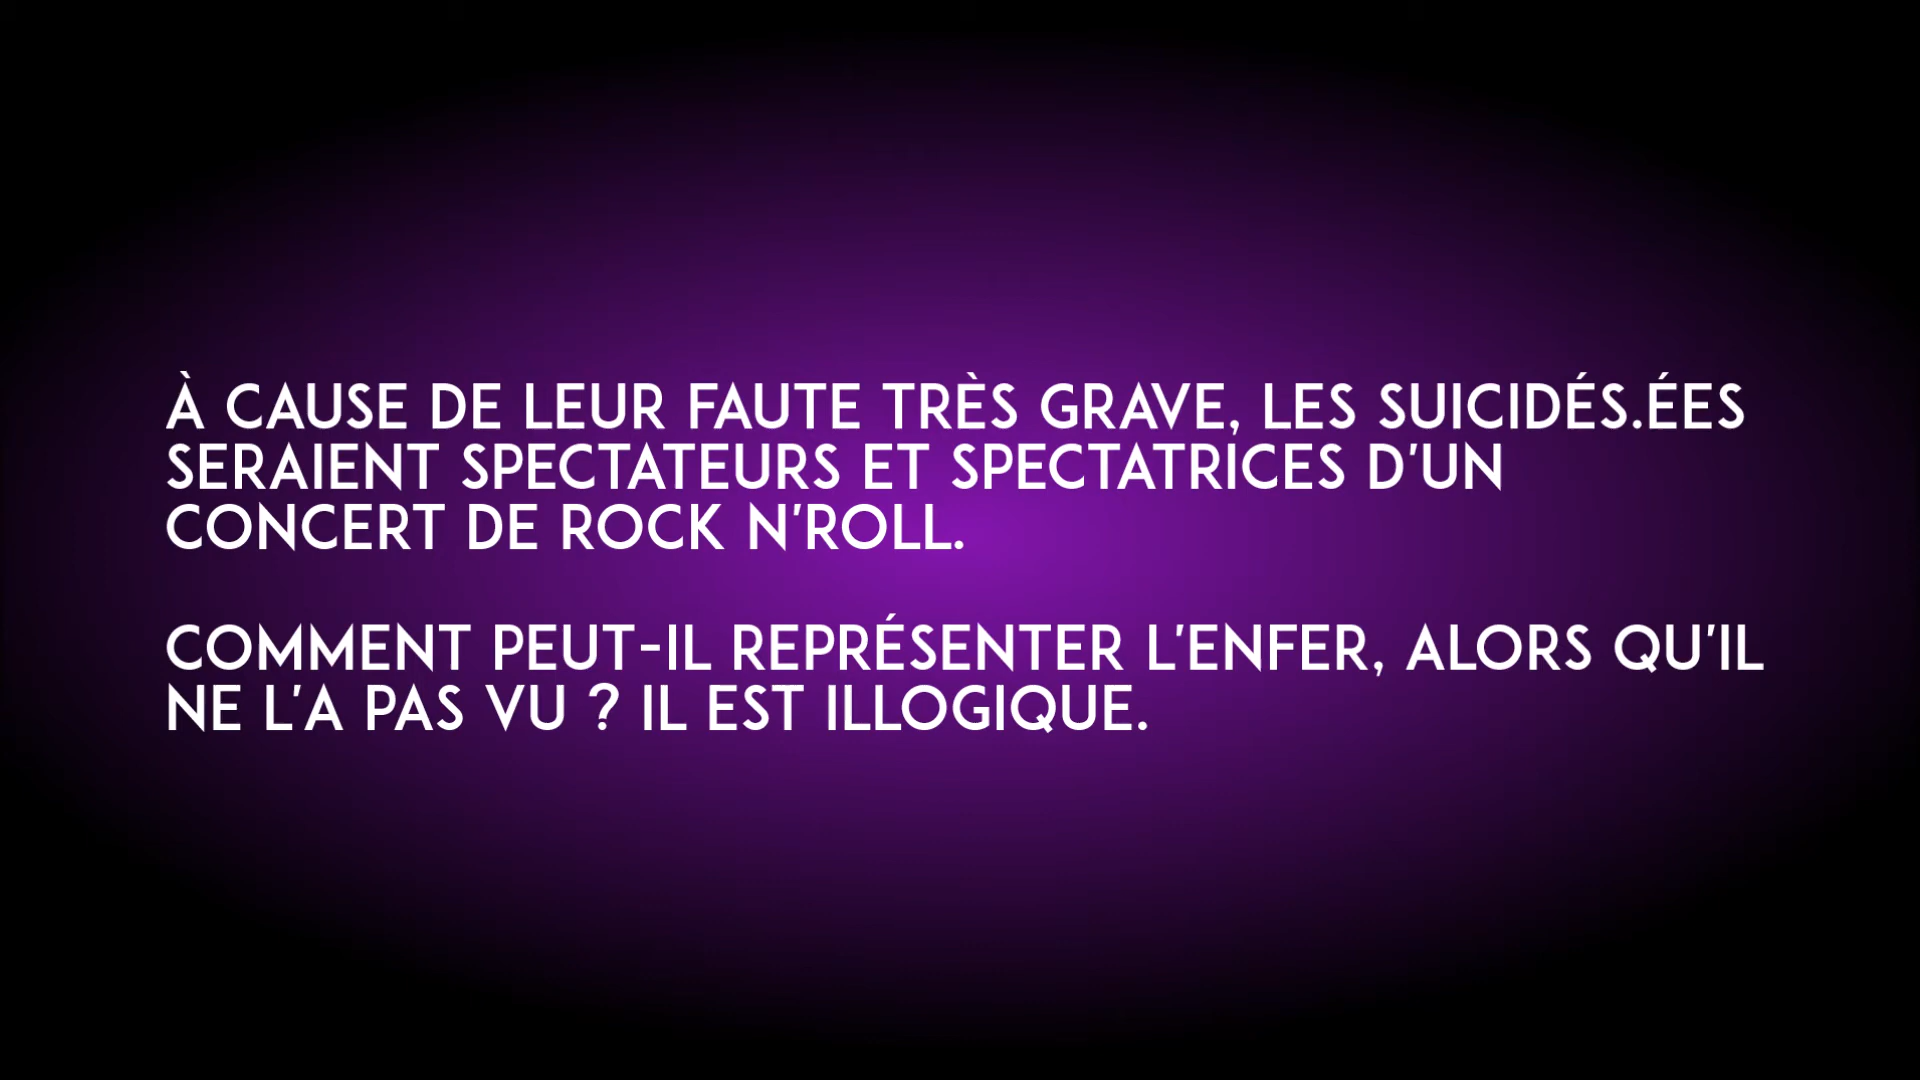 À CAUSE DE LEUR FAUTE TRÈS GRAVE, LES SUICIDÉS.ÉES
SERAIENT SPECTATEURS ET SPECTATRICES D'UN
CONCERT DE ROCK N'ROLL.
COMMENT PEUT-IL REPRÉSENTER L'ENFER, ALORS QU'IL
NE L'A PAS VU ? IL EST ILLOGIQUE.